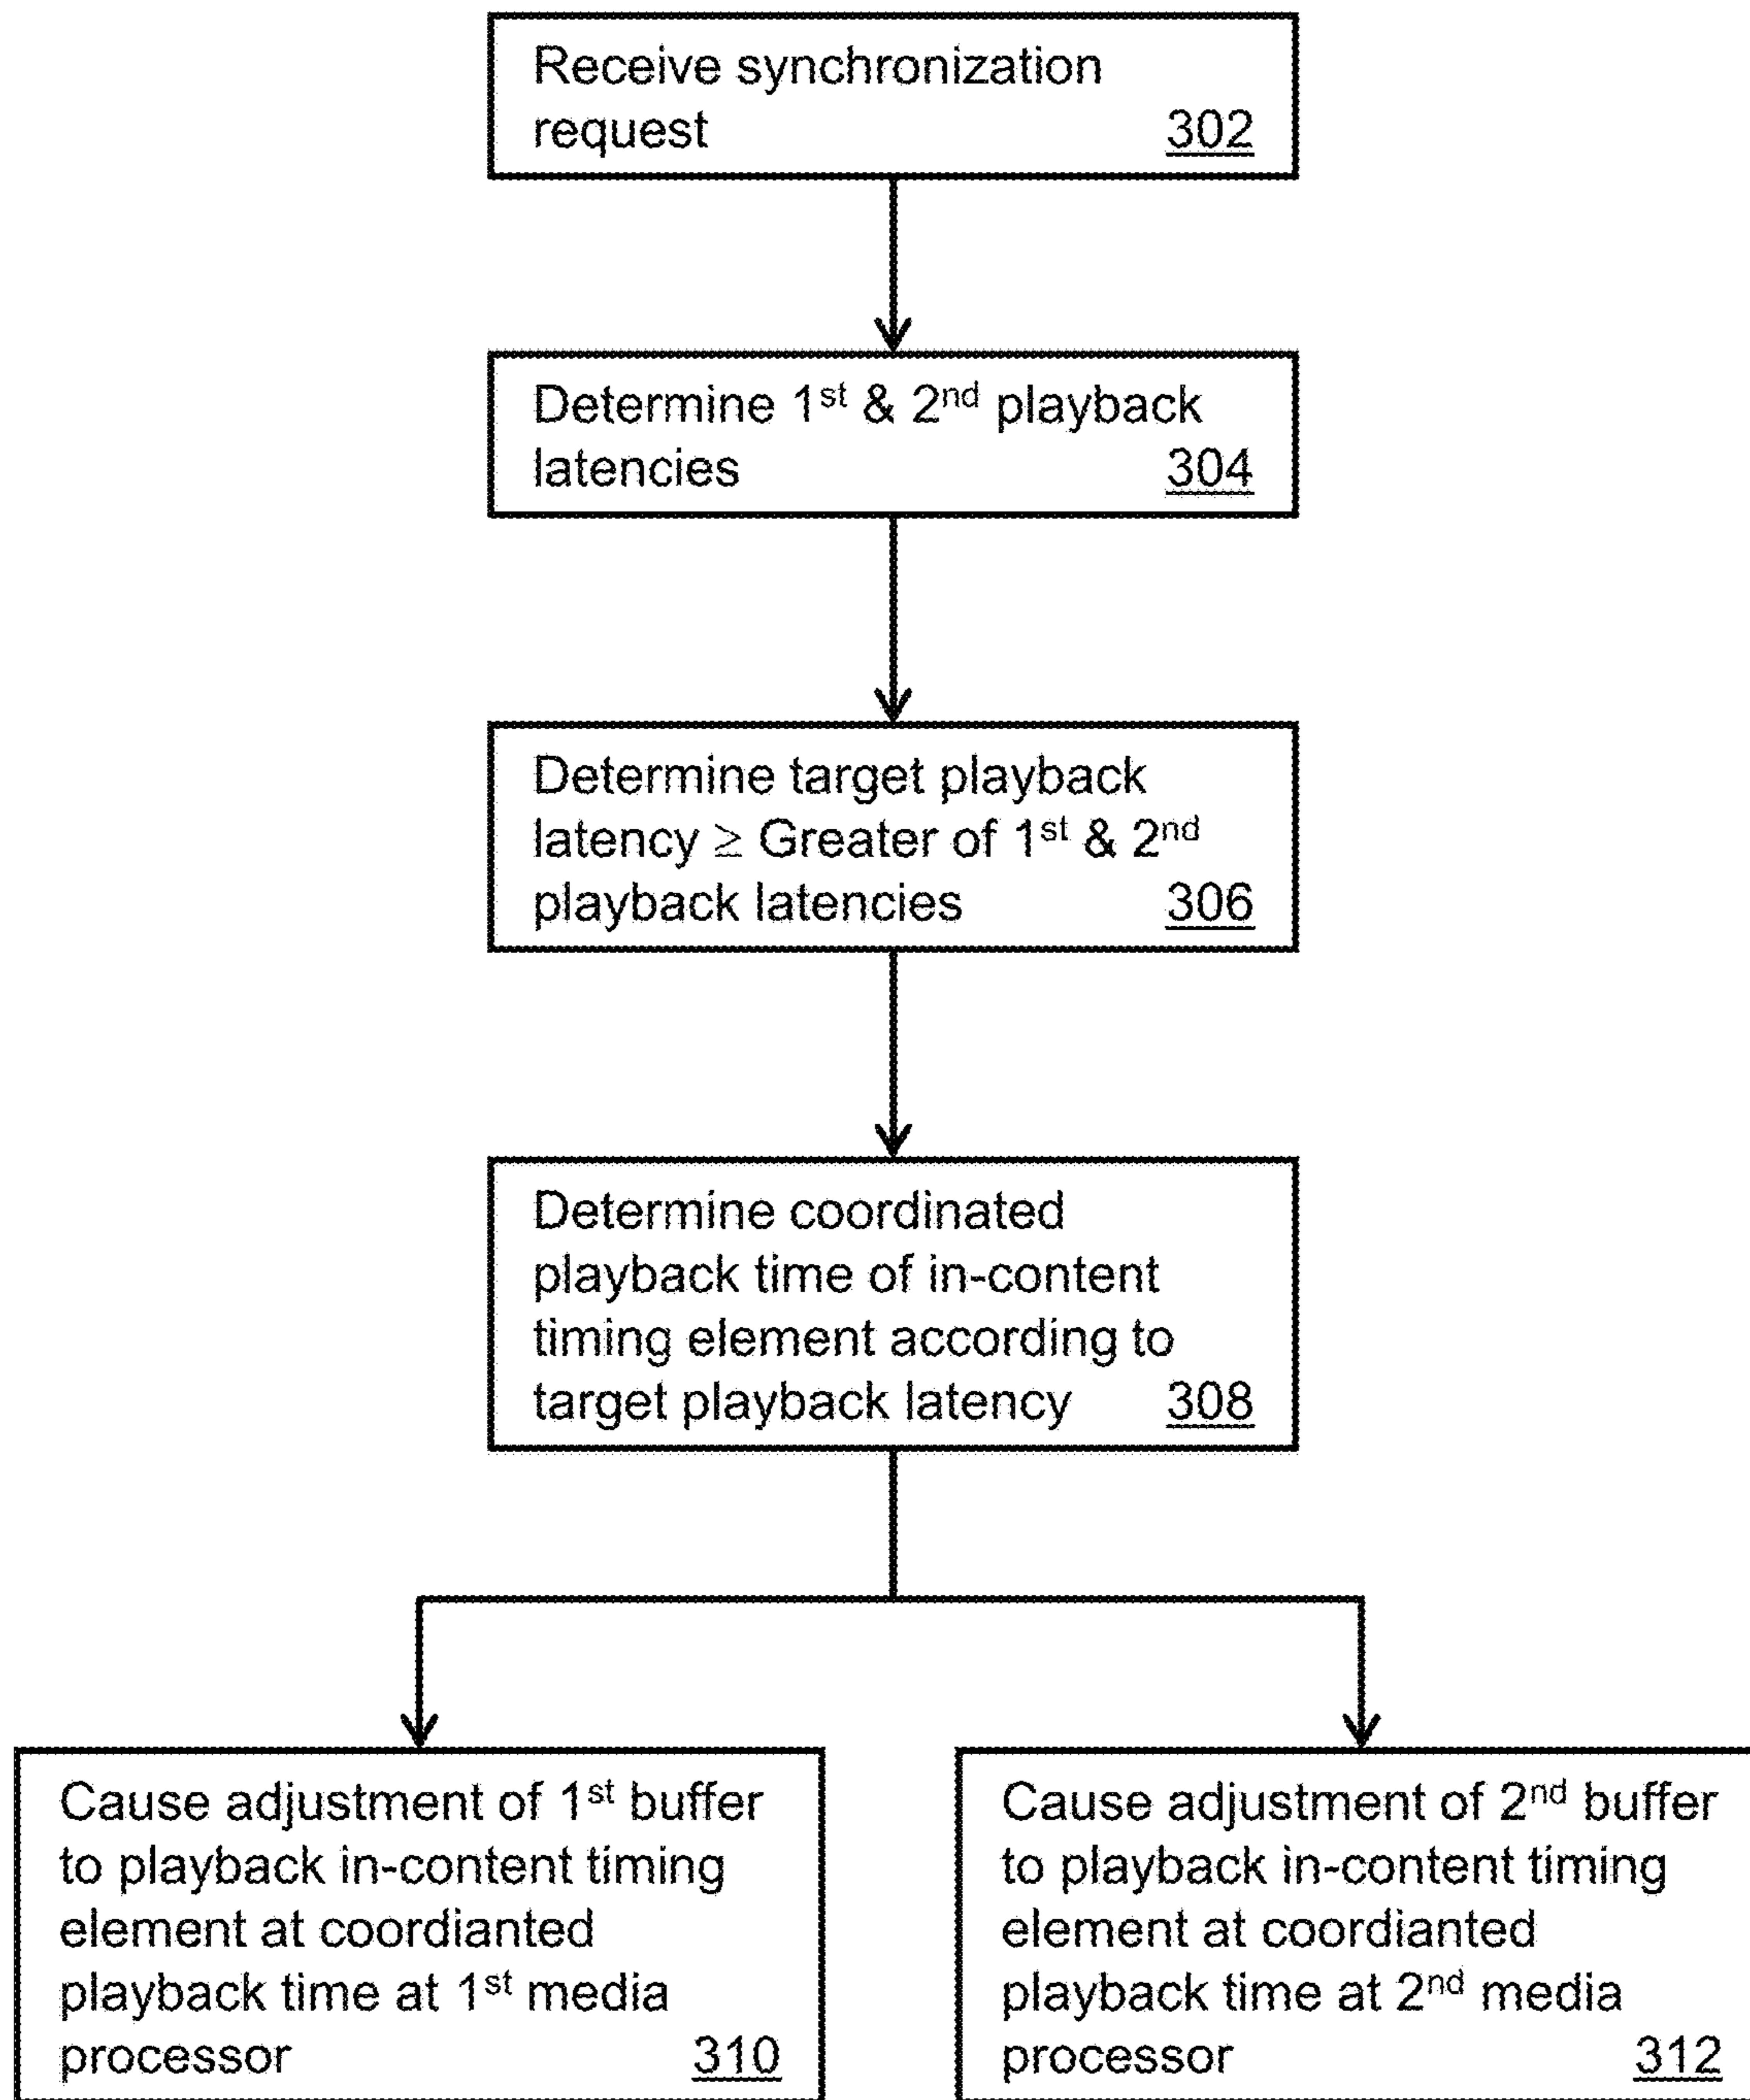 Receive synchronization
request 302
Determine 1st & 2nd playback
latencies 304
Determine target playback
latency ≥ Greater of 1st & 2nd
playback latencies 306
Determine coordinated
playback time of in-content
timing element according to
target playback latency 308
Cause adjustment of 1st buffer
to playback in-content timing
element at coordianted
playback time at 1st media
processor 310
Cause adjustment of 2nd buffer
to playback in-content timing
element at coordianted
playback time at 2nd media
processor 312